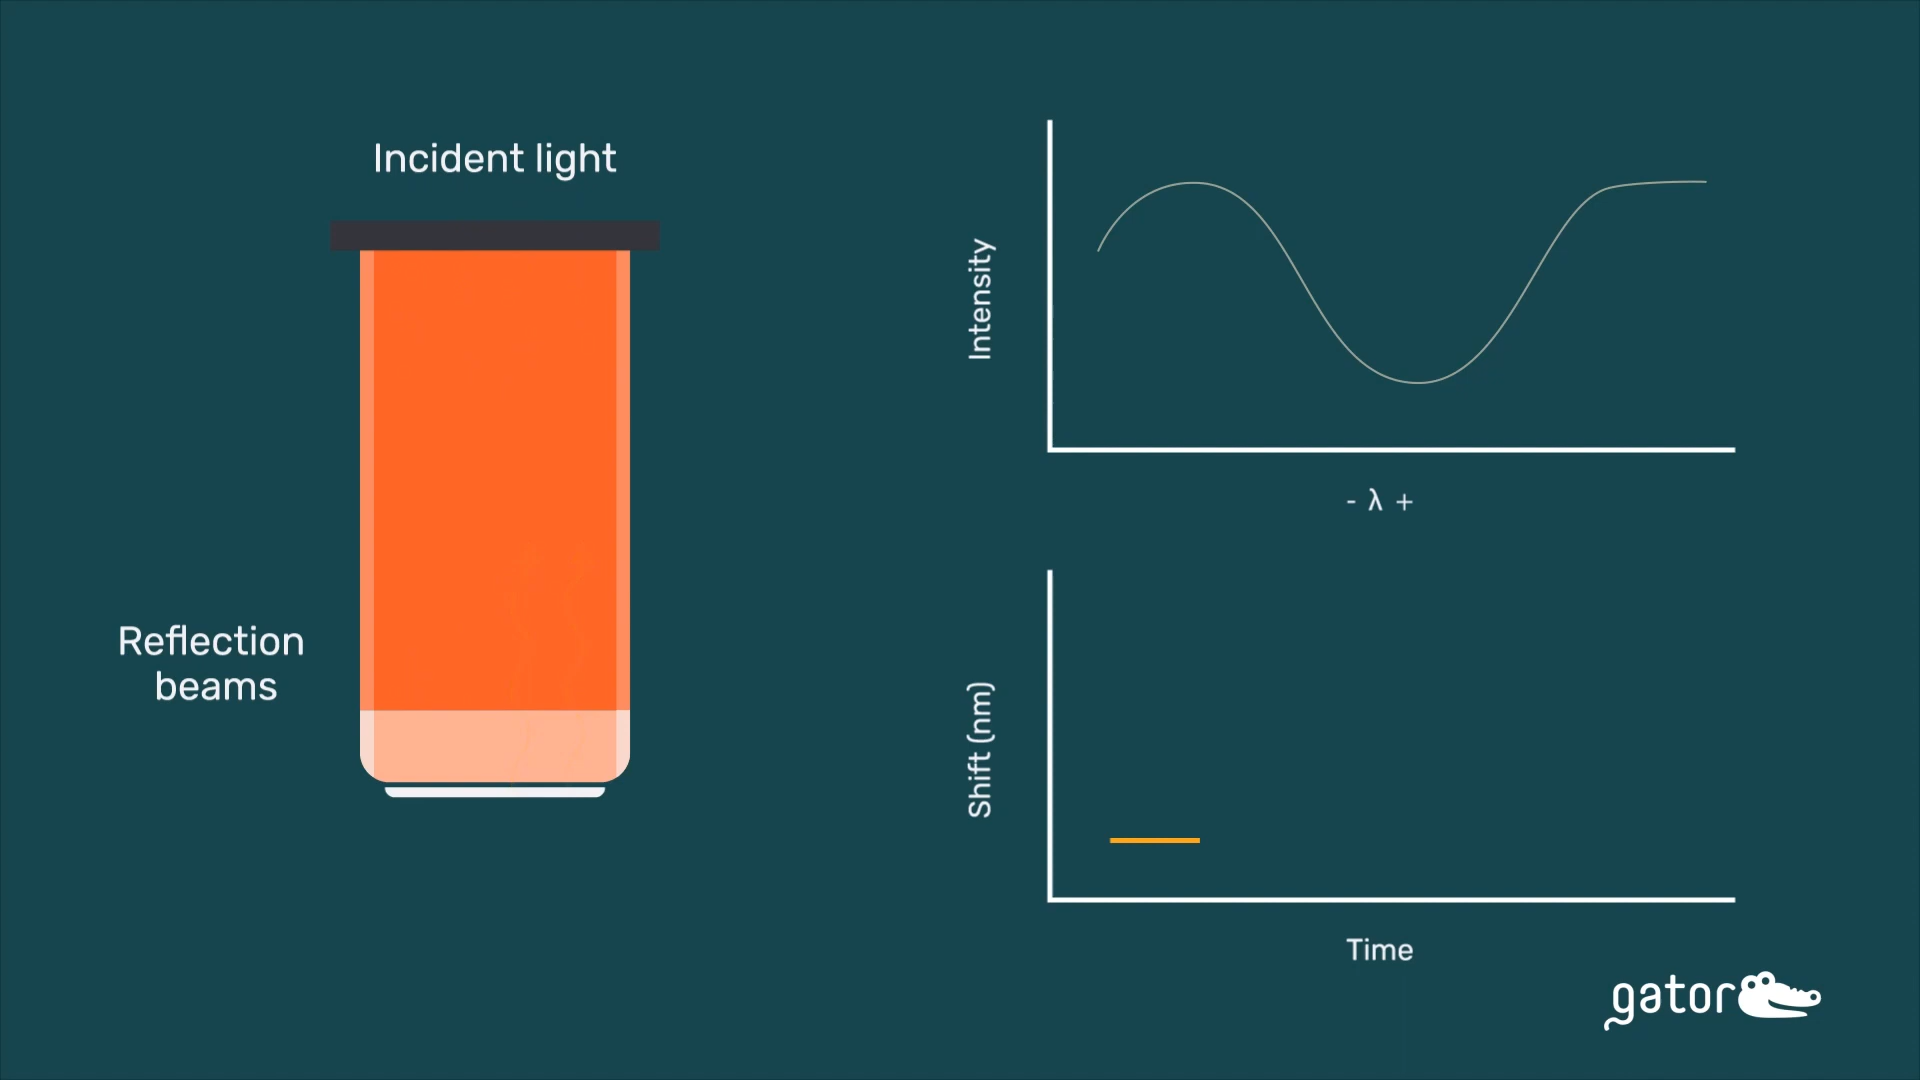 Incident light
Reflection
beams
Intensity
- λ +
Shift (nm)
Time
gator